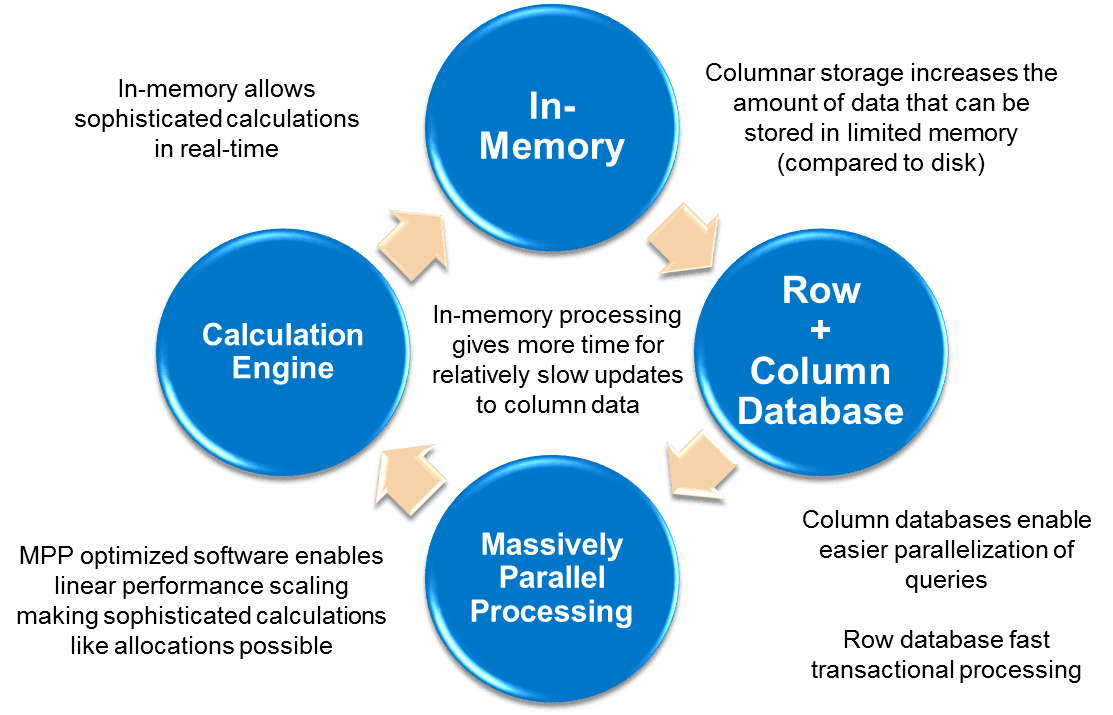 In-memory allows
sophisticated calculations
in real-time
In-
Memory
Columnar storage increases the
amount of data that can be
stored in limited memory
(compared to disk)
Calculation
Engine
In-memory processing
gives more time for
relatively slow updates
to column data
Row
+
Column
Database
MPP optimized software enables
linear performance scaling
making sophisticated calculations
like allocations possible
Massively
Parallel
Processing
Column databases enable
easier parallelization of
queries
Row database fast
transactional processing